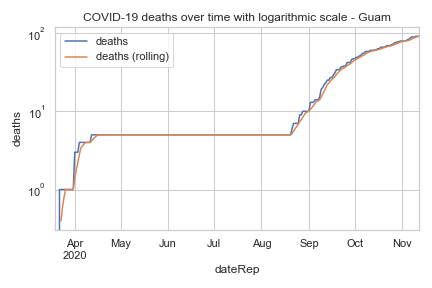 COVID-19 deaths over time with logarithmic scale - Guam
deaths
deaths (rolling)
10²
10¹
10⁰
deaths
Apr May Jun Jul Aug Sep Oct Nov
2020
dateRep